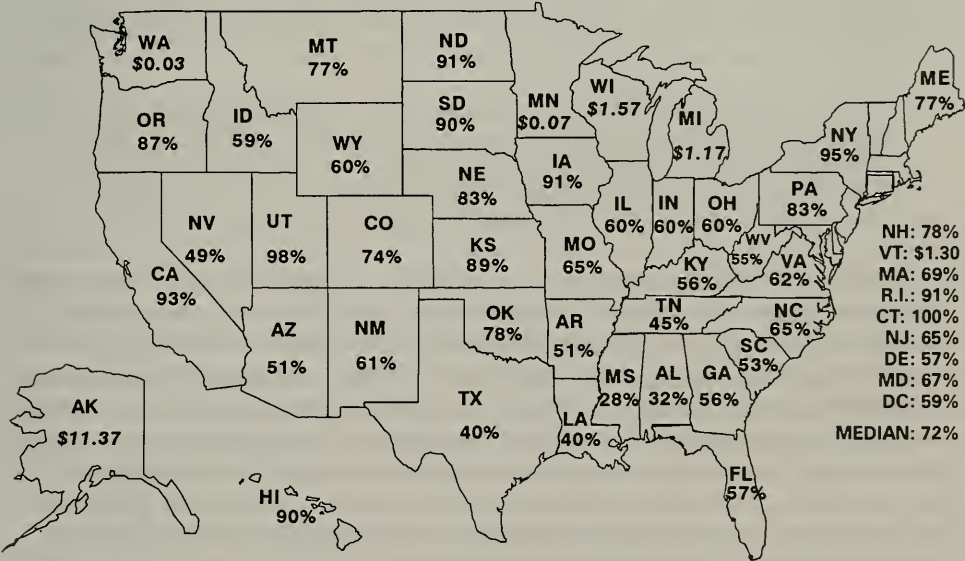 WA
$0.03
MT
77%
ND
91%
MN
$0.07
WI
$1.57
MI
$1.17
ME
77%
OR
87%
ID
59%
SD
90%
WY
60%
NY
95%
NE
83%
IA
91%
PA
83%
NV
49%
UT
98%
CO
74%
IL
60%
IN
60%
OH
60%
WV
55%
VA
62%
CA
93%
KS
89%
MO
65%
KY
56%
AZ
51%
NM
61%
OK
78%
AR
51%
TN
45%
NC
65%
SC
53%
MS
28%
AL
32%
GA
56%
TX
40%
LA
40%
FL
57%
AK
$11.37
HI
90%
NH: 78%
VT: $1.30
MA: 69%
R.I.: 91%
CT: 100%
NJ: 65%
DE: 57%
MD: 67%
DC: 59%
MEDIAN: 72%